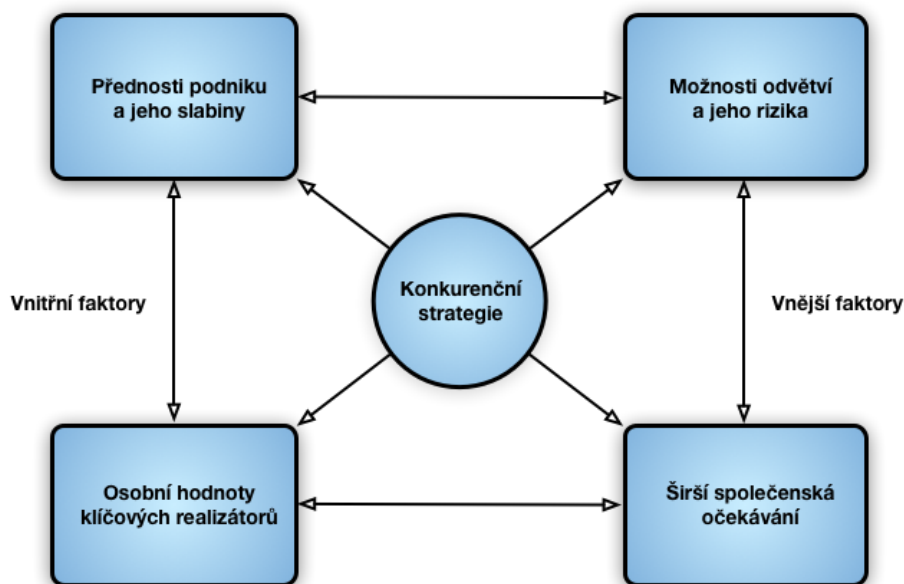 Přednosti podniku
a jeho slabiny
Možnosti odvětví
a jeho rizika
Konkurenční
strategie
Vnitřní faktory
Vnější faktory
Osobní hodnoty
klíčových realizátorů
Širší společenská
očekávání